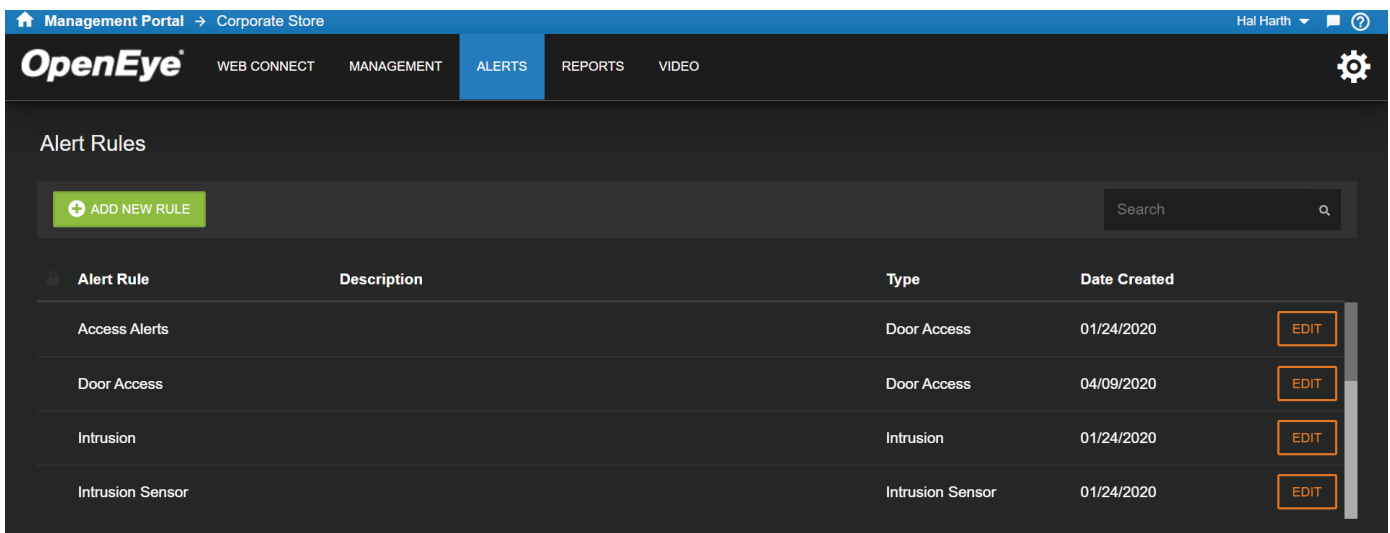 Management Portal → Corporate Store Hal Harth
OpenEye WEB CONNECT MANAGEMENT ALERTS REPORTS VIDEO
Alert Rules
ADD NEW RULE Search
Alert Rule Description Type Date Created
Access Alerts Door Access 01/24/2020 EDIT
Door Access Door Access 04/09/2020 EDIT
Intrusion Intrusion 01/24/2020 EDIT
Intrusion Sensor Intrusion Sensor 01/24/2020 EDIT